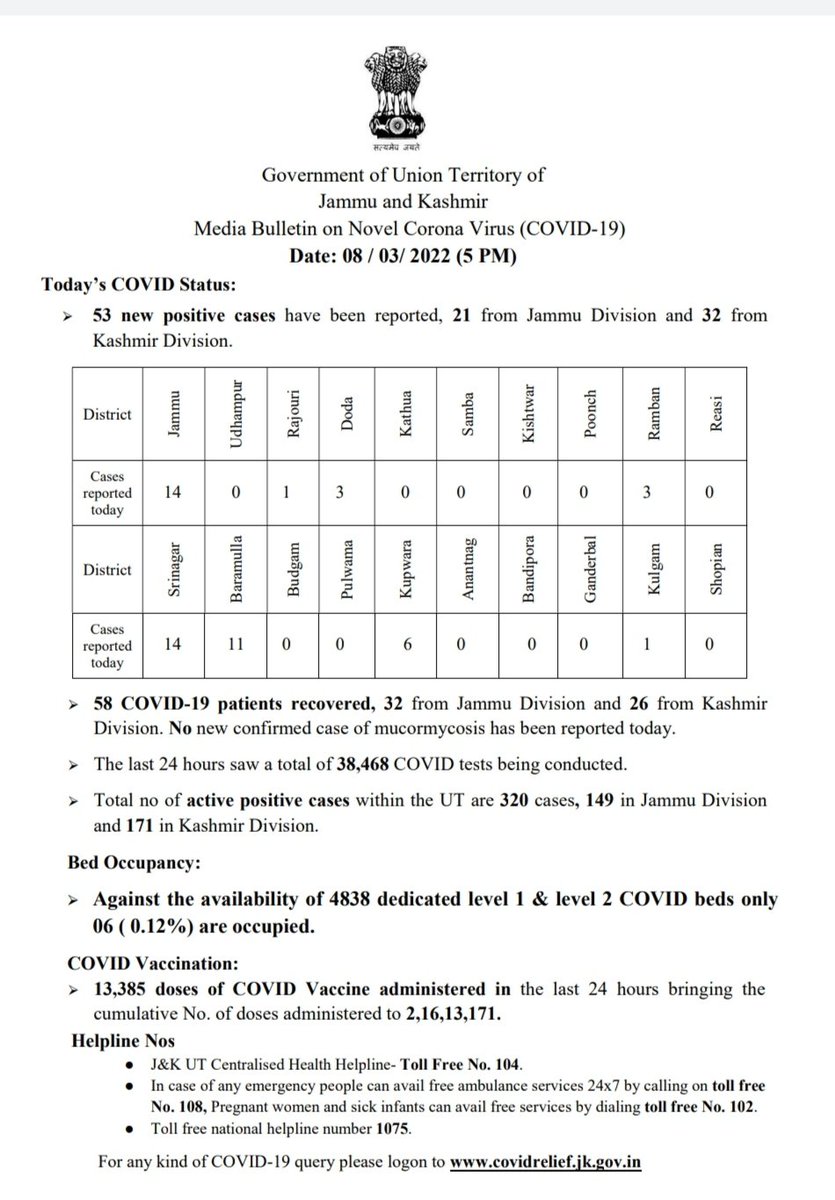 सत्यमेव जयते
Government of Union Territory of
Jammu and Kashmir
Media Bulletin on Novel Corona Virus (COVID-19)
Date: 08 / 03/ 2022 (5 PM)
Today’s COVID Status:
➢ 53 new positive cases have been reported, 21 from Jammu Division and 32 from
Kashmir Division.
District Jammu Udhampur Rajouri Doda Kathua Samba Kishtwar Poonch Ramban Reasi
Cases
reported
today
14 0 1 3 0 0 0 0 3 0
District Srinagar Baramulla Budgam Pulwama Kupwara Anantnag Bandipora Ganderbal Kulgam Shopian
Cases
reported
today
14 11 0 0 6 0 0 0 1 0
➢ 58 COVID-19 patients recovered, 32 from Jammu Division and 26 from Kashmir
Division. No new confirmed case of mucormycosis has been reported today.
➢ The last 24 hours saw a total of 38,468 COVID tests being conducted.
➢ Total no of active positive cases within the UT are 320 cases, 149 in Jammu Division
and 171 in Kashmir Division.
Bed Occupancy:
➢ Against the availability of 4838 dedicated level 1 & level 2 COVID beds only
06 ( 0.12%) are occupied.
COVID Vaccination:
➢ 13,385 doses of COVID Vaccine administered in the last 24 hours bringing the
cumulative No. of doses administered to 2,16,13,171.
Helpline Nos
● J&K UT Centralised Health Helpline- Toll Free No. 104.
● In case of any emergency people can avail free ambulance services 24x7 by calling on toll free
No. 108, Pregnant women and sick infants can avail free services by dialing toll free No. 102.
● Toll free national helpline number 1075.
For any kind of COVID-19 query please logon to www.covidrelief.jk.gov.in